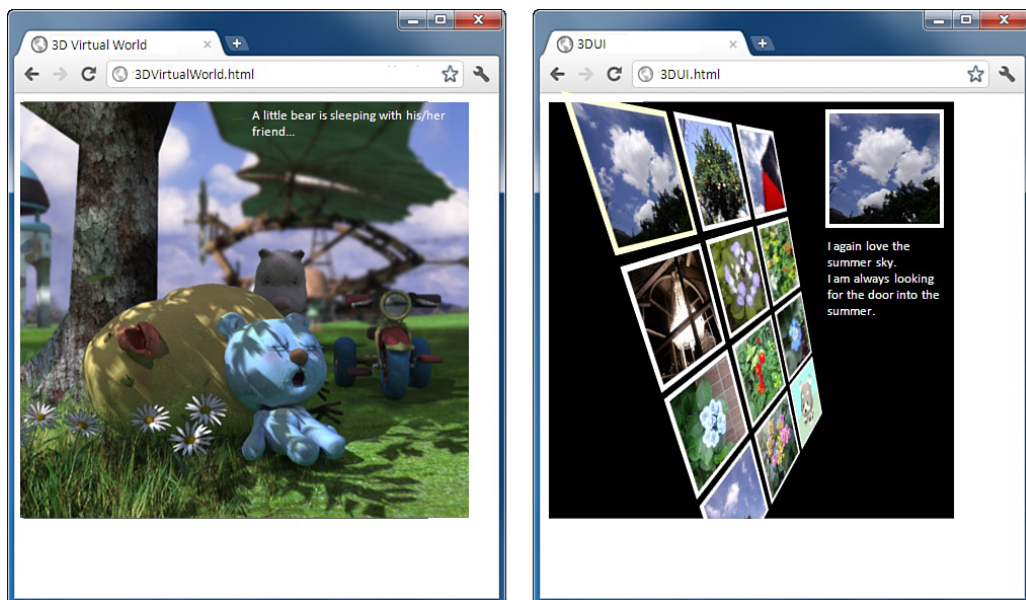 3D Virtual World
3DVirtualWorld.html
A little bear is sleeping with his/her
friend...
3DUI
3DUI.html
I again love the
summer sky.
I am always looking
for the door into the
summer.